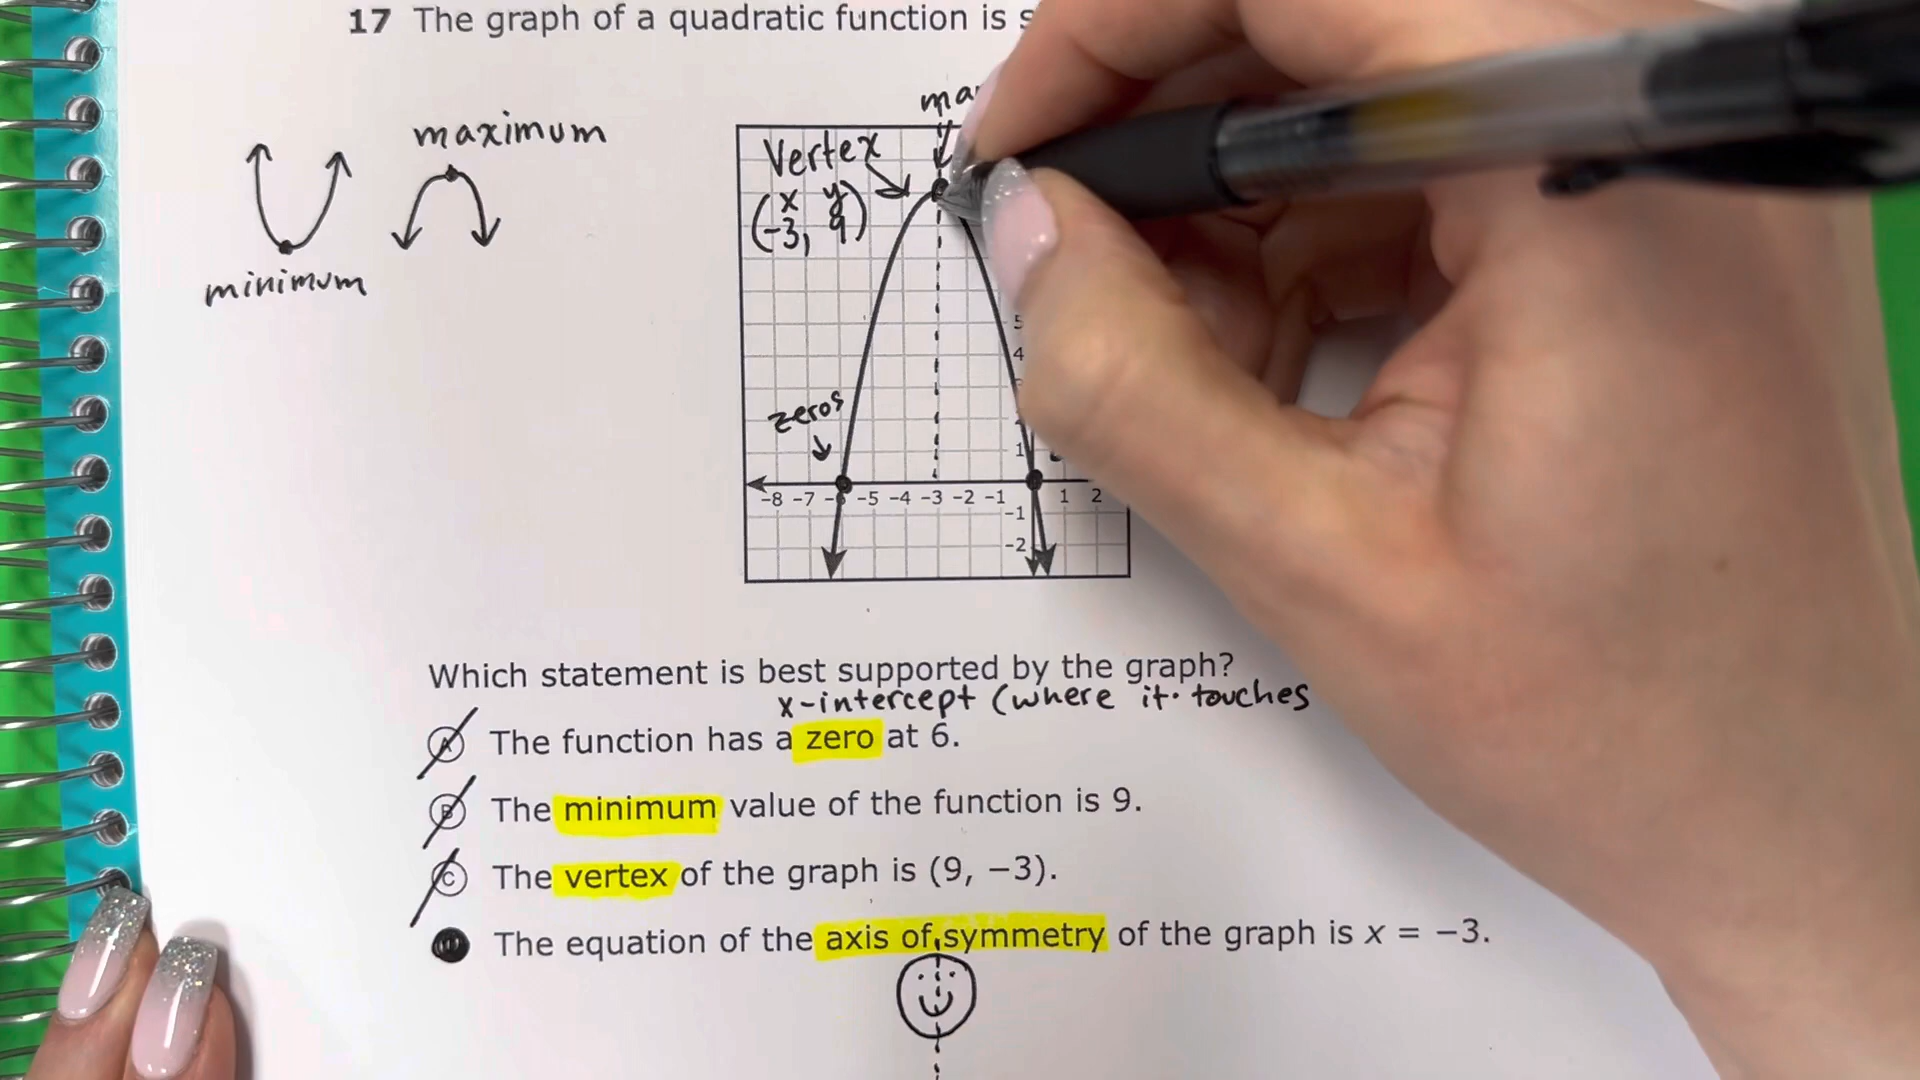 17 The graph of a quadratic function is
maximum
minimum
Vertex
x y
(-3, 9)
zeros
5
4
1
-8 -7 -5 -4 -3 -2 -1 1 2
-1
-2
Which statement is best supported by the graph?
x-intercept (where it touches
A The function has a zero at 6.
B The minimum value of the function is 9.
C The vertex of the graph is (9, −3).
The equation of the axis of symmetry of the graph is x = −3.